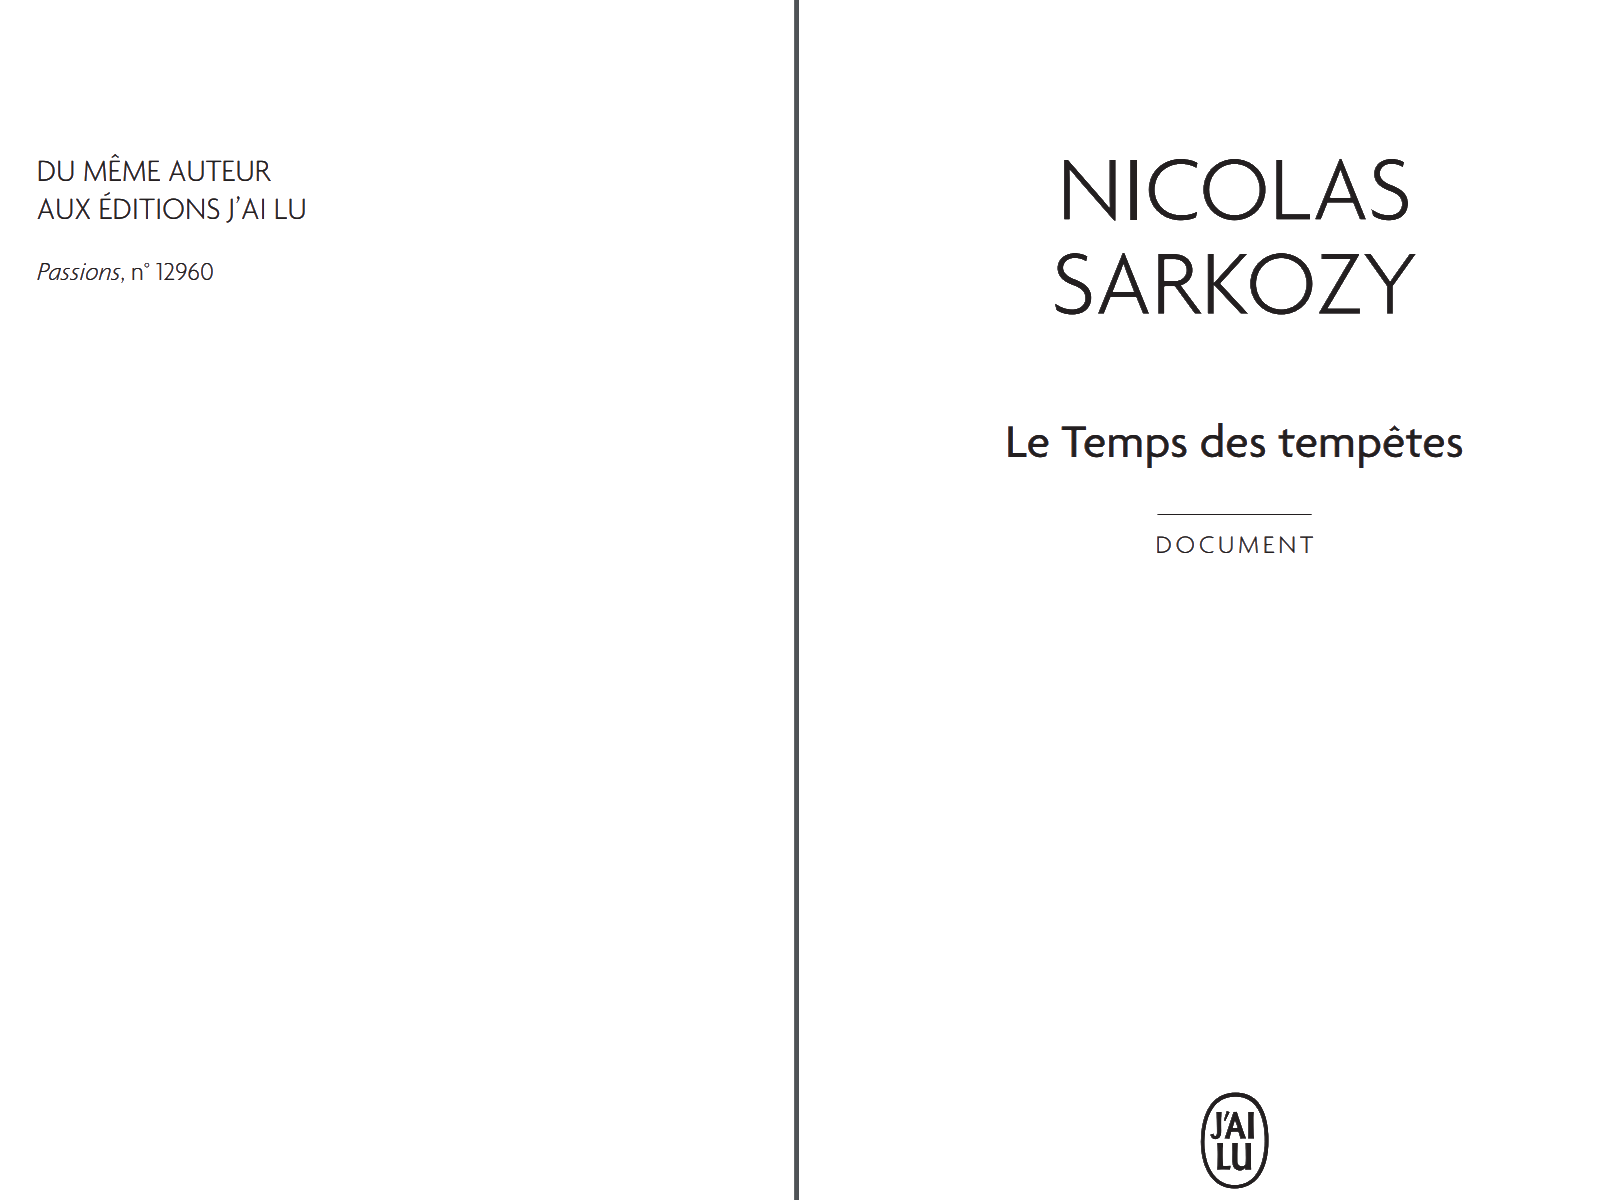 DU MÊME AUTEUR
AUX ÉDITIONS J’AI LU
Passions, n° 12960
NICOLAS
SARKOZY
Le Temps des tempêtes
DOCUMENT
J’AI
LU